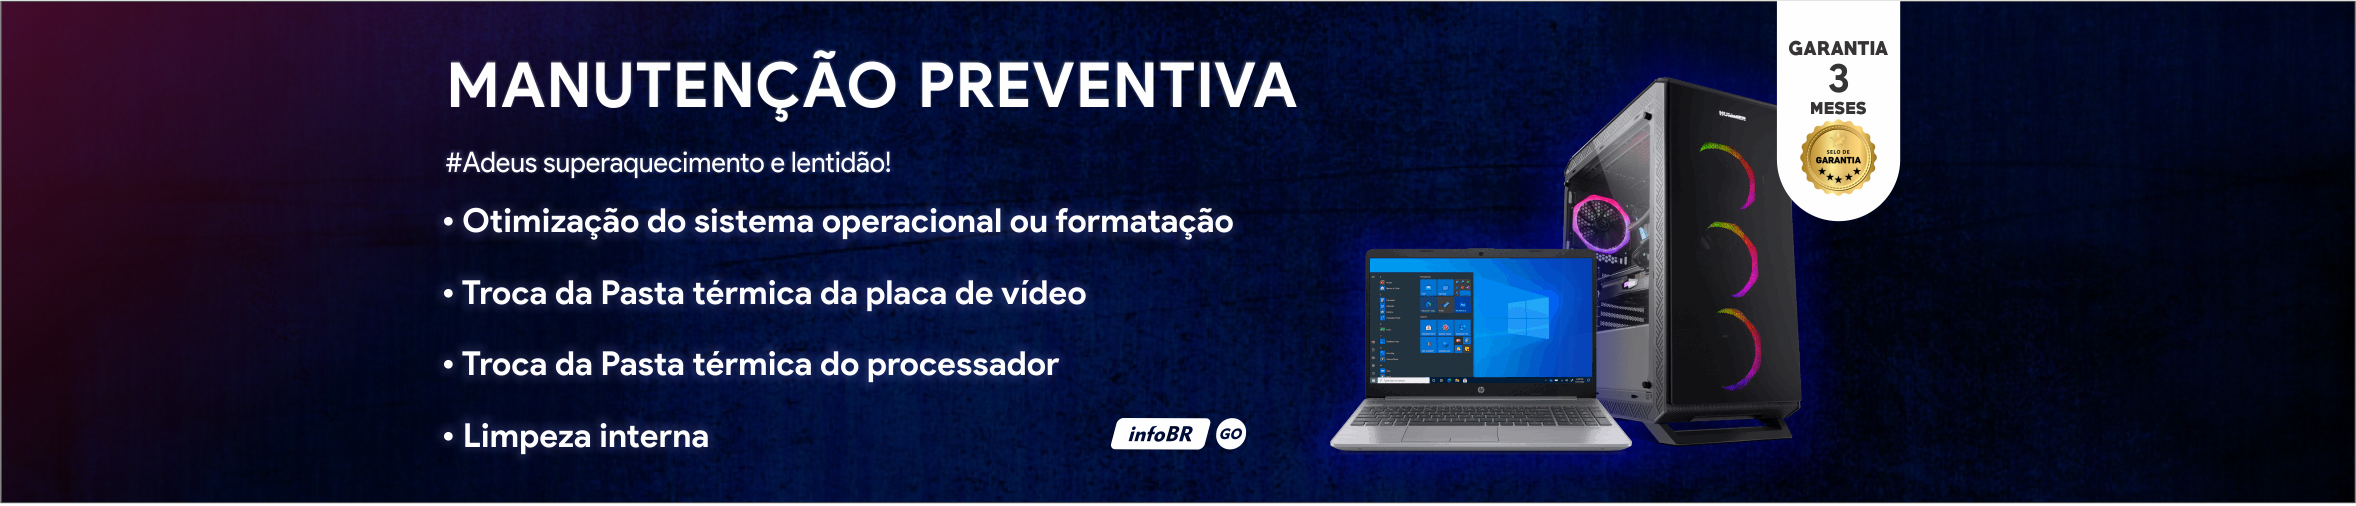 MANUTENÇÃO PREVENTIVA
#Adeus superaquecimento e lentidão!
• Otimização do sistema operacional ou formatação
• Troca da Pasta térmica da placa de vídeo
• Troca da Pasta térmica do processador
• Limpeza interna
infoBR GO
GARANTIA
3
MESES
SELO DE
GARANTIA
hp